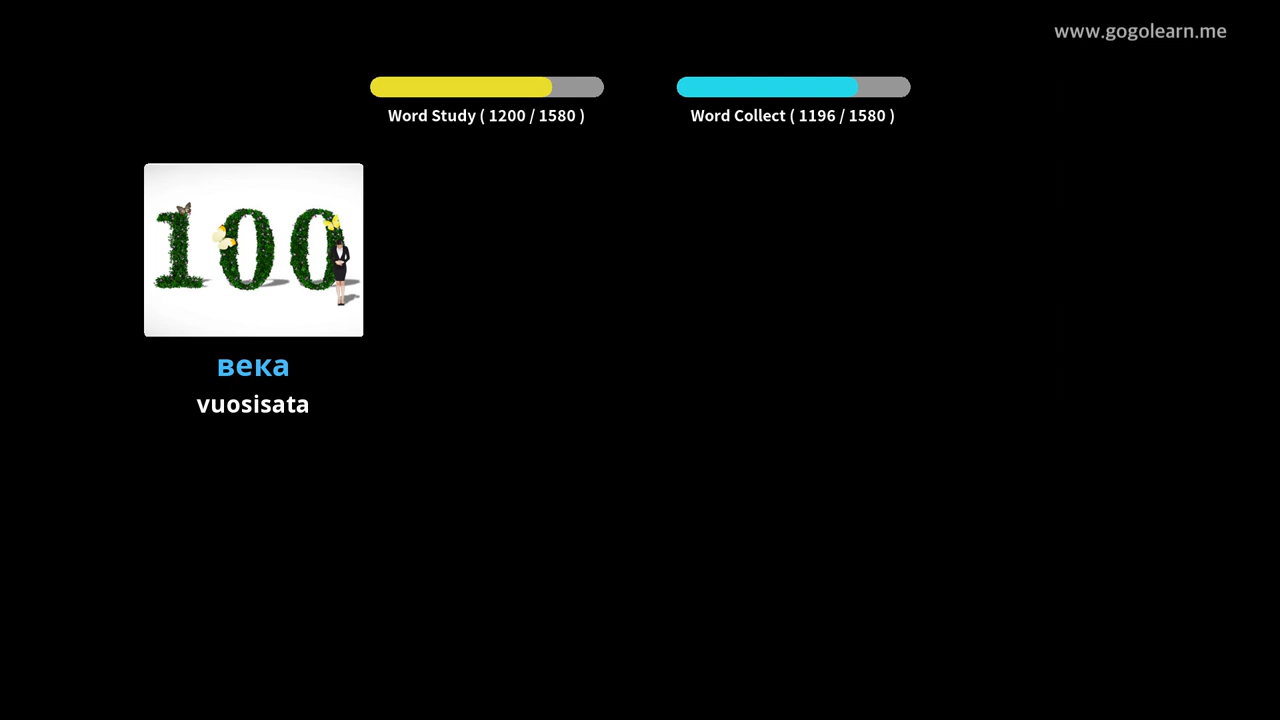 www.gogolearn.me
Word Study ( 1200 / 1580 )
Word Collect ( 1196 / 1580 )
100
века
vuosisata